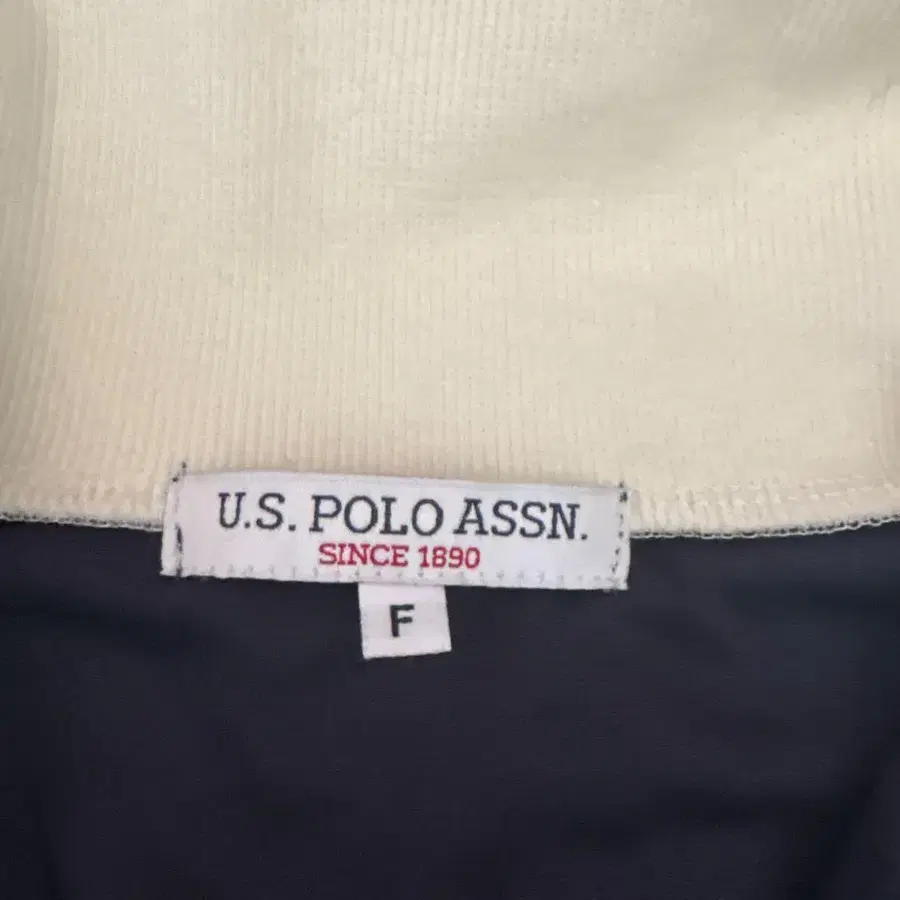 U.S. POLO ASSN.
SINCE 1890
F